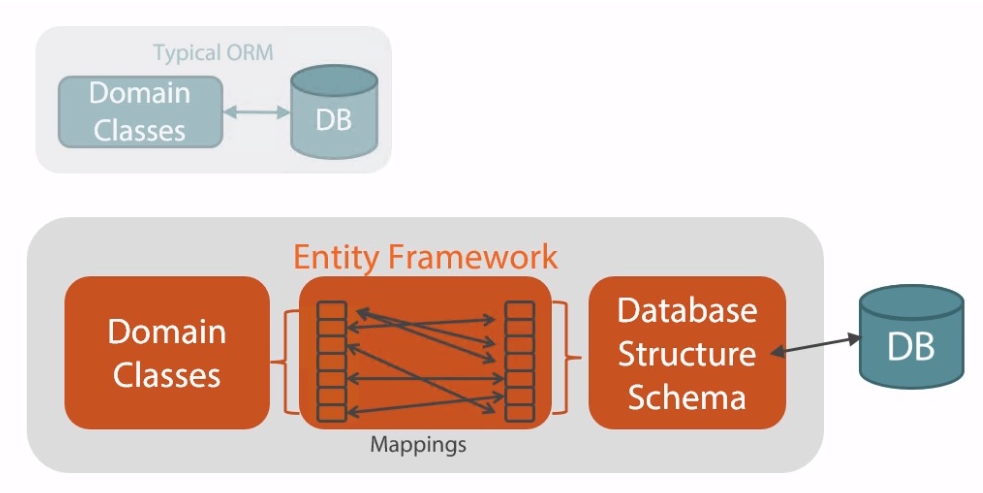 Typical ORM
Domain
Classes
DB
Entity Framework
Domain
Classes
Database
Structure
Schema
DB
Mappings